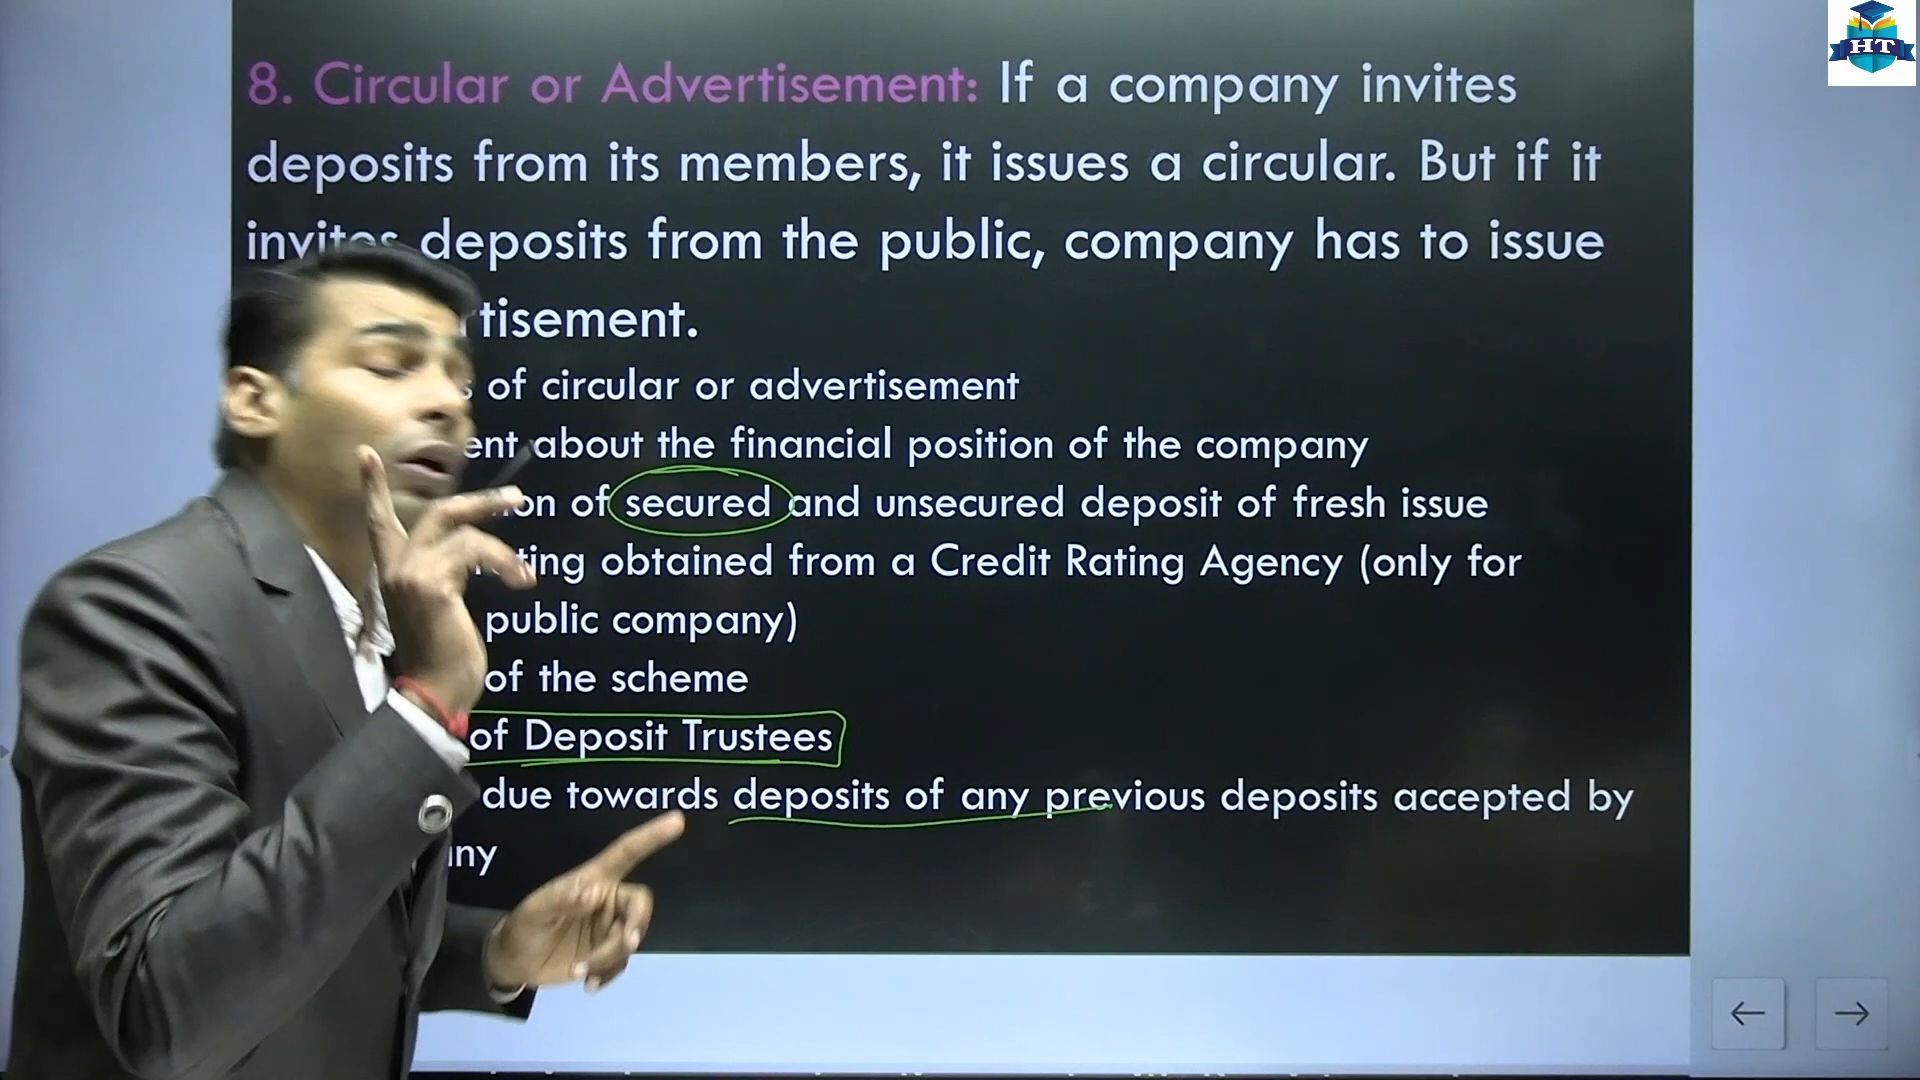 HT
8. Circular or Advertisement: If a company invites
deposits from its members, it issues a circular. But if it
invites deposits from the public, company has to issue
tisement.
of circular or advertisement
about the financial position of the company
of secured and unsecured deposit of fresh issue
obtained from a Credit Rating Agency (only for
public company)
of the scheme
of Deposit Trustees
due towards deposits of any previous deposits accepted by